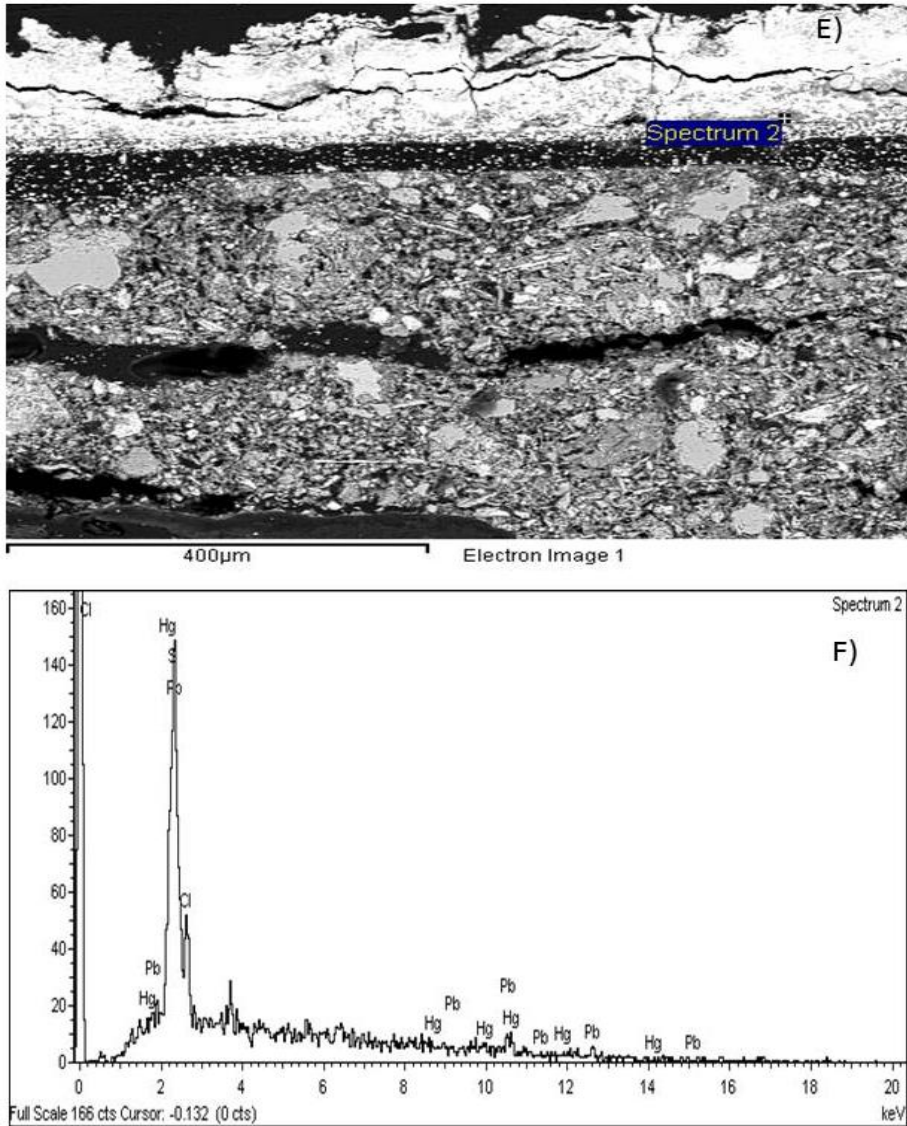 E)
Spectrum 2
400µm Electron Image 1
Spectrum 2
F)
160
140
120
100
80
60
40
20
0
Cl
Hg
S
Pb
Cl
Pb
Hg
Pb
Hg
Pb
Hg
Hg
Pb
Hg
Pb
Hg
Pb
0 2 4 6 8 10 12 14 16 18 20
Full Scale 166 cts Cursor: -0.132 (0 cts) keV